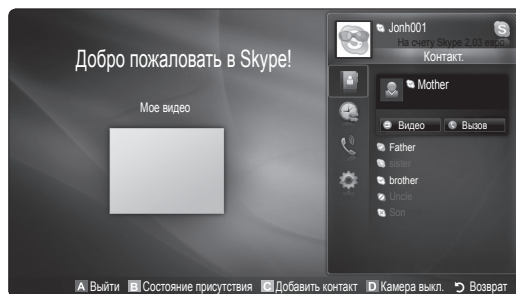 Добро пожаловать в Skype!
Мое видео
Jonh001
На счету Skype 2,03 евро
Контакт.
Mother
Видео
Вызов
Father
sister
brother
Uncle
Son
A Выйти B Состояние присутствия C Добавить контакт D Камера выкл. Возврат